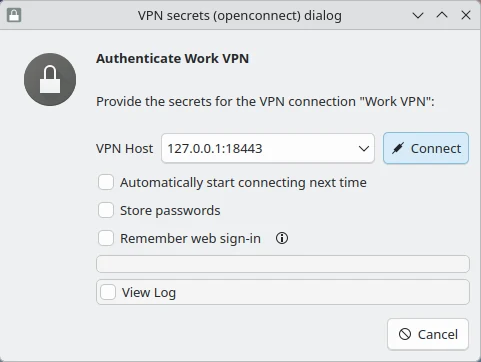 VPN secrets (openconnect) dialog
Authenticate Work VPN
Provide the secrets for the VPN connection "Work VPN":
VPN Host 127.0.0.1:18443 Connect
Automatically start connecting next time
Store passwords
Remember web sign-in
View Log
Cancel